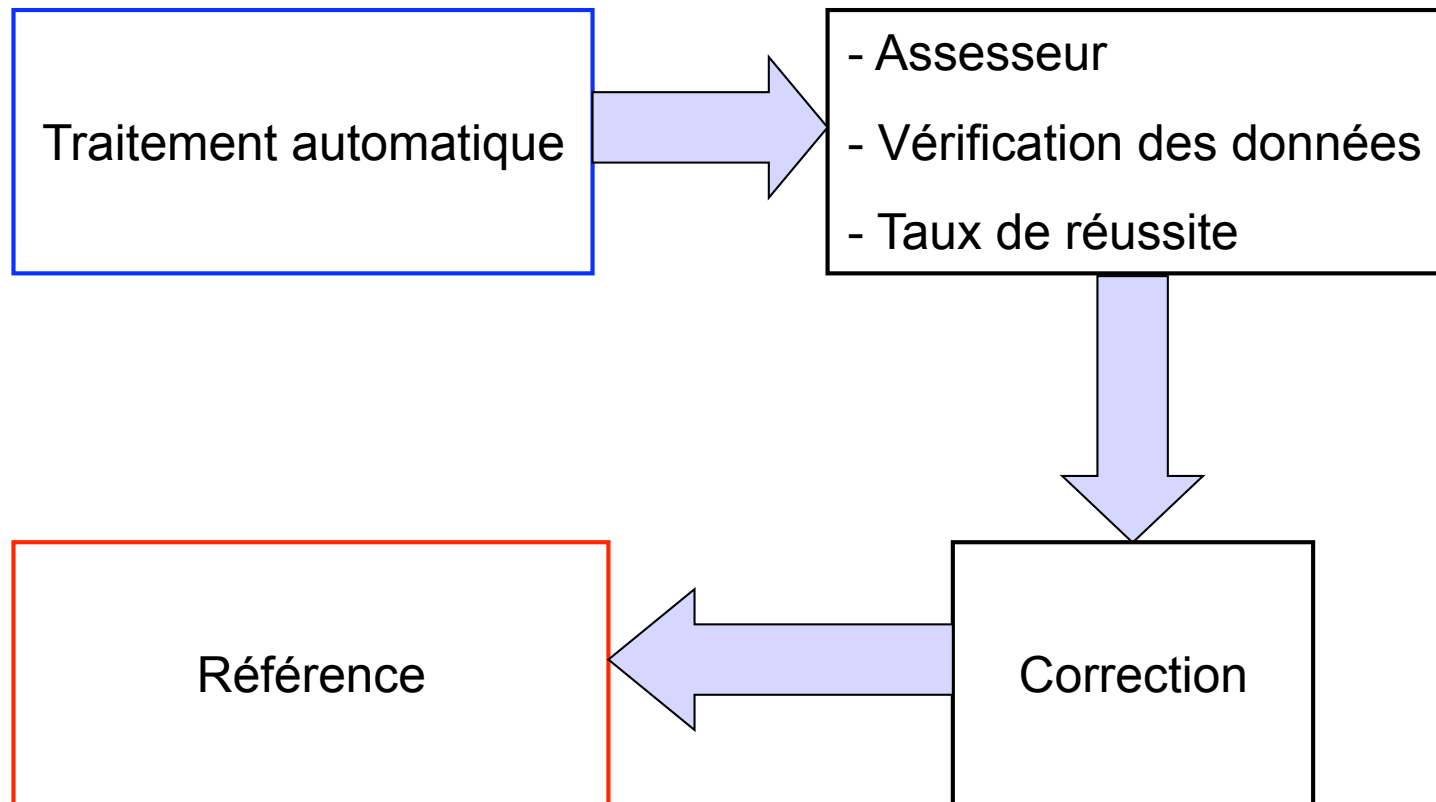 Traitement automatique
- Assesseur
- Vérification des données
- Taux de réussite
Référence
Correction